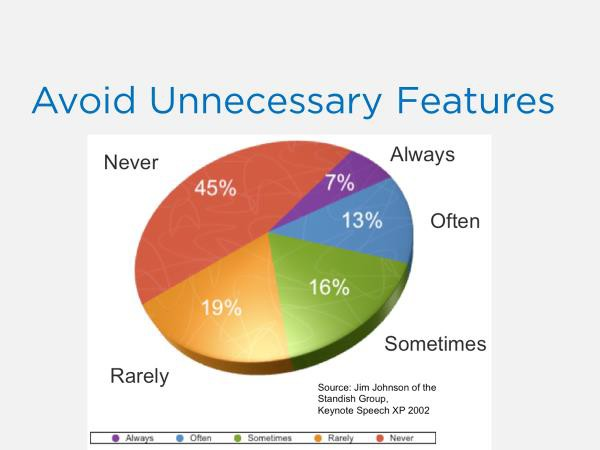 Avoid Unnecessary Features
Never
Always
45%
7%
13%
Often
16%
19%
Sometimes
Rarely
Source: Jim Johnson of the
Standish Group,
Keynote Speech XP 2002
Always Often Sometimes Rarely Never